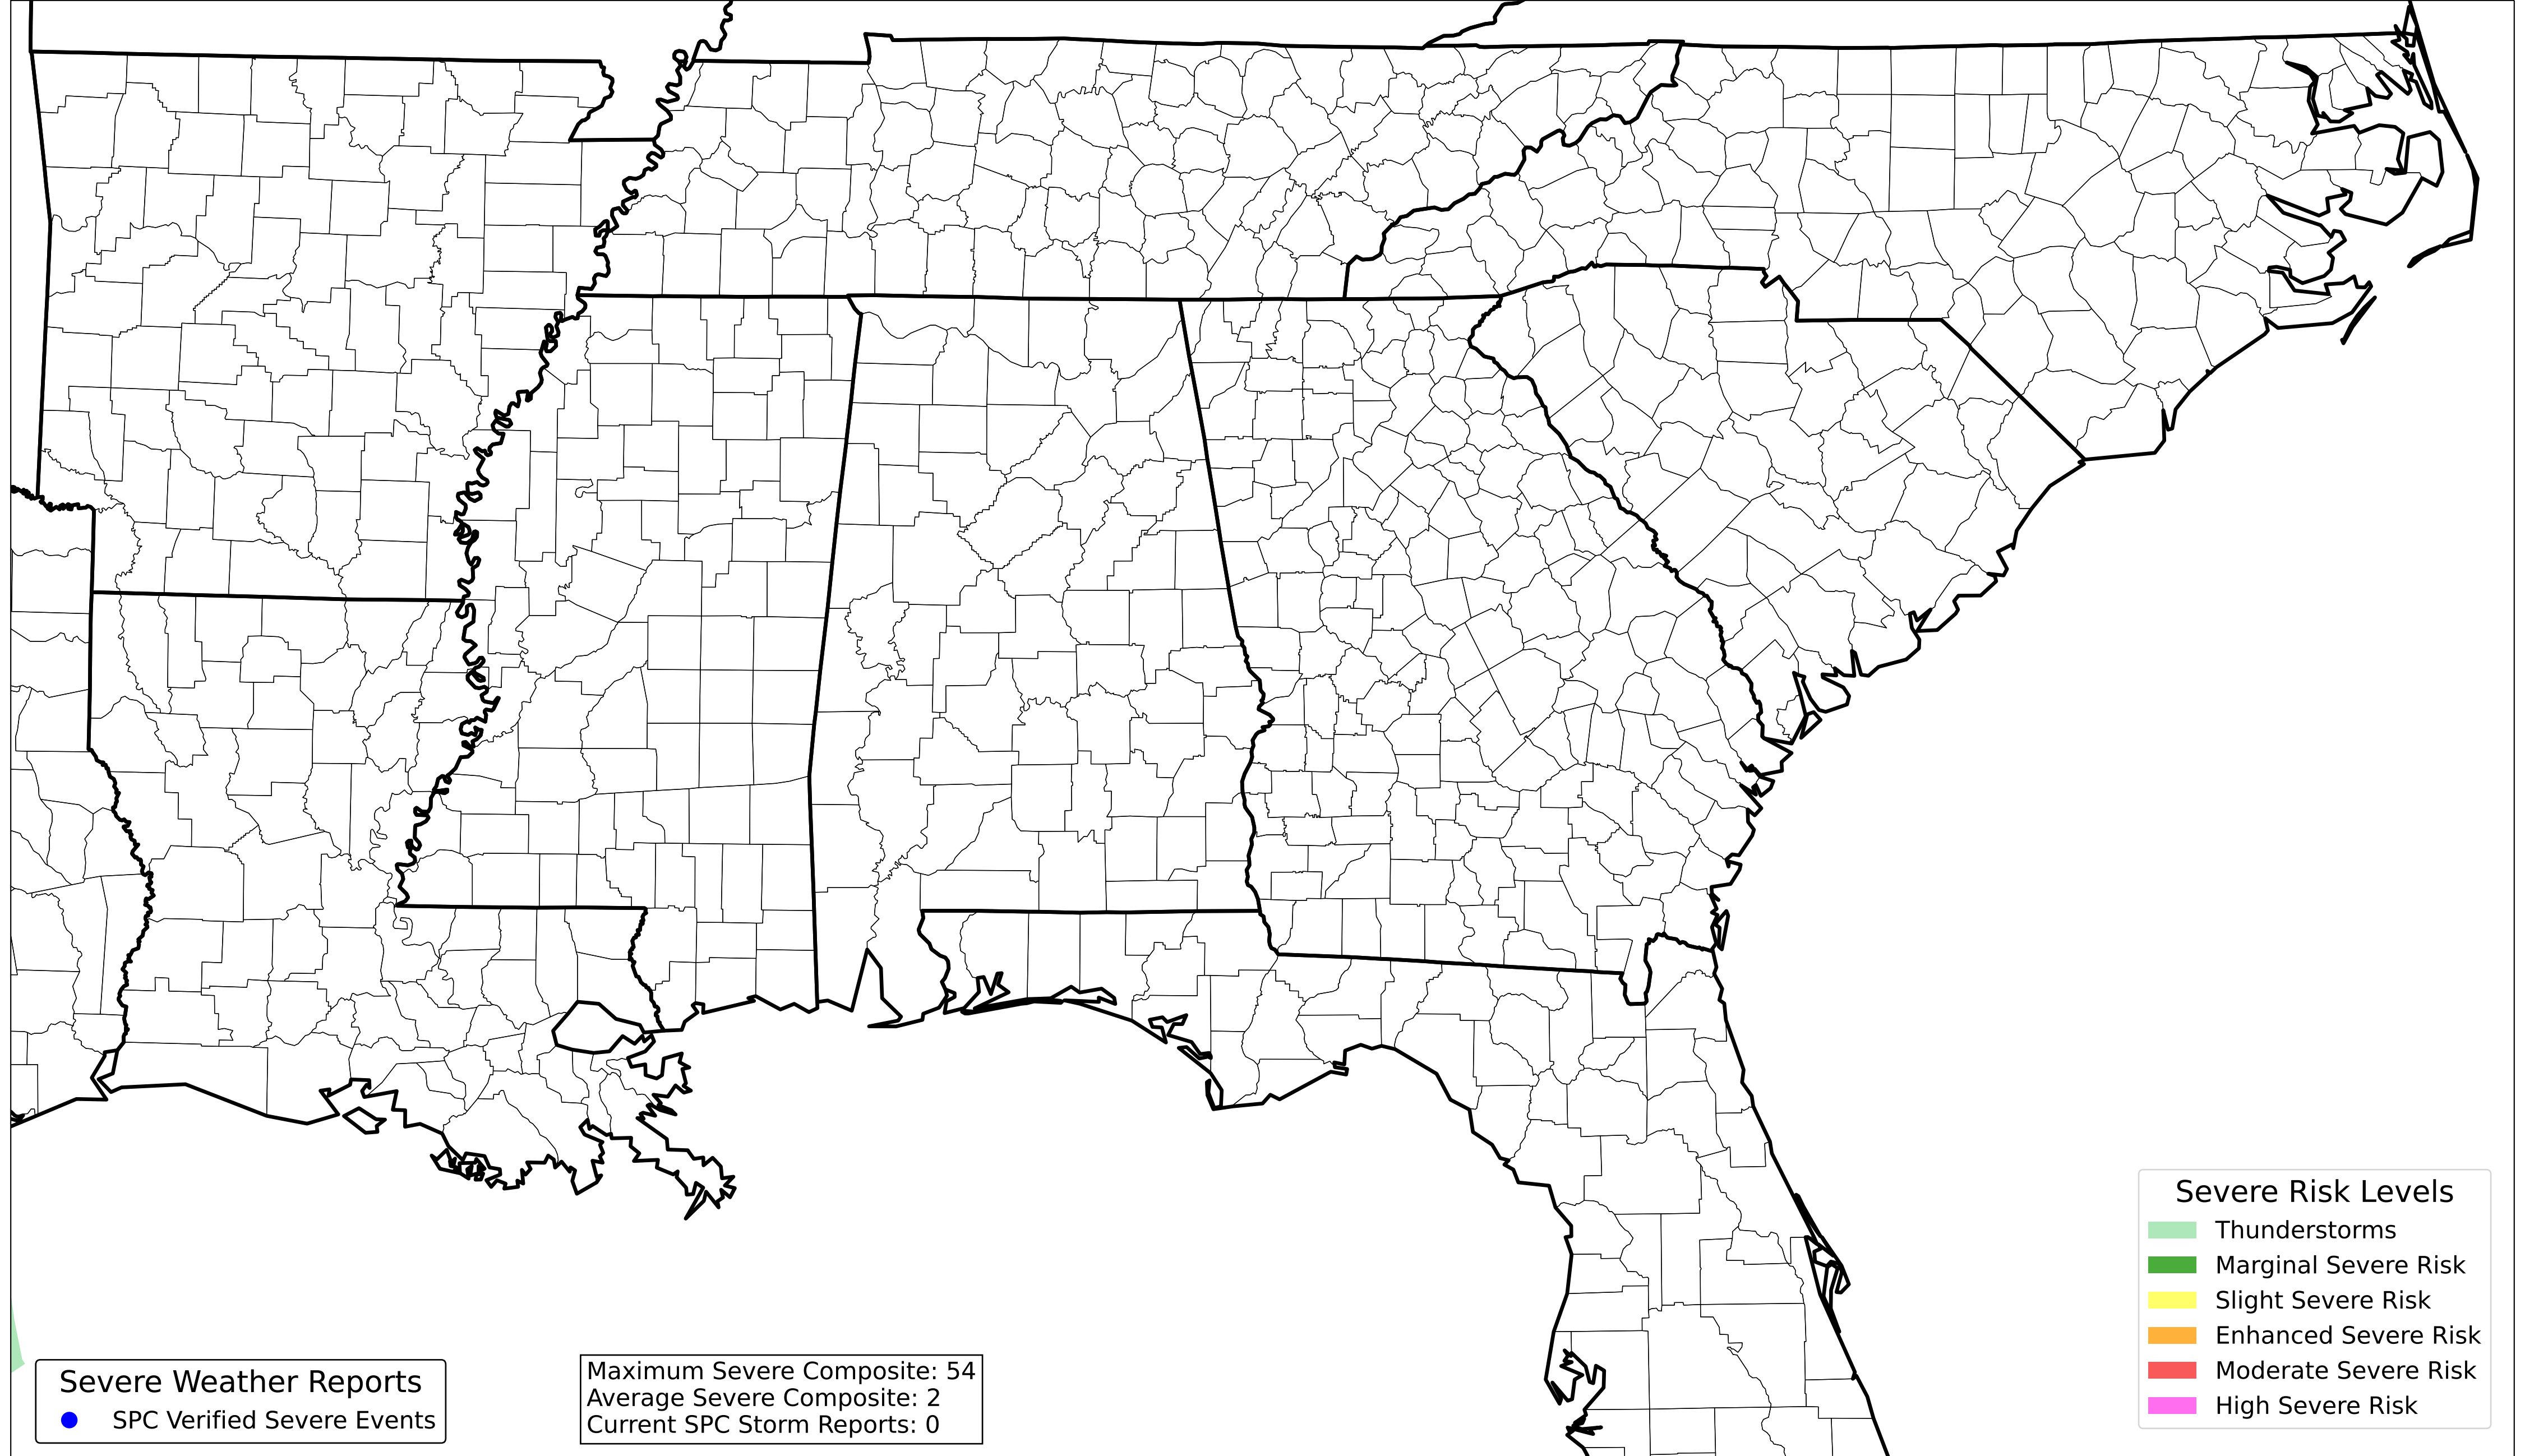 Severe Weather Reports
SPC Verified Severe Events
Maximum Severe Composite: 54
Average Severe Composite: 2
Current SPC Storm Reports: 0
Severe Risk Levels
Thunderstorms
Marginal Severe Risk
Slight Severe Risk
Enhanced Severe Risk
Moderate Severe Risk
High Severe Risk